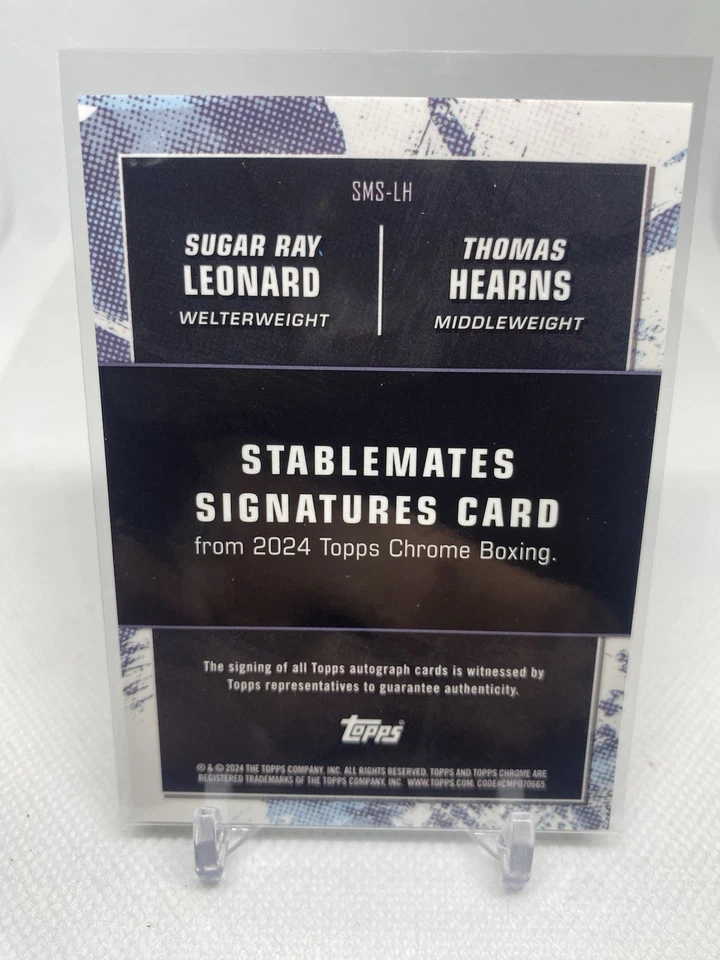 SMS-LH
SUGAR RAY
LEONARD
WELTERWEIGHT
THOMAS
HEARNS
MIDDLEWEIGHT
STABLEMATES
SIGNATURES CARD
from 2024 Topps Chrome Boxing.
The signing of all Topps autograph cards is witnessed by
Topps representatives to guarantee authenticity.
topps
® & © 2024 THE TOPPS COMPANY, INC. ALL RIGHTS RESERVED. TOPPS AND TOPPS CHROME ARE
REGISTERED TRADEMARKS OF THE TOPPS COMPANY, INC. WWW.TOPPS.COM. CODE#CMP070665